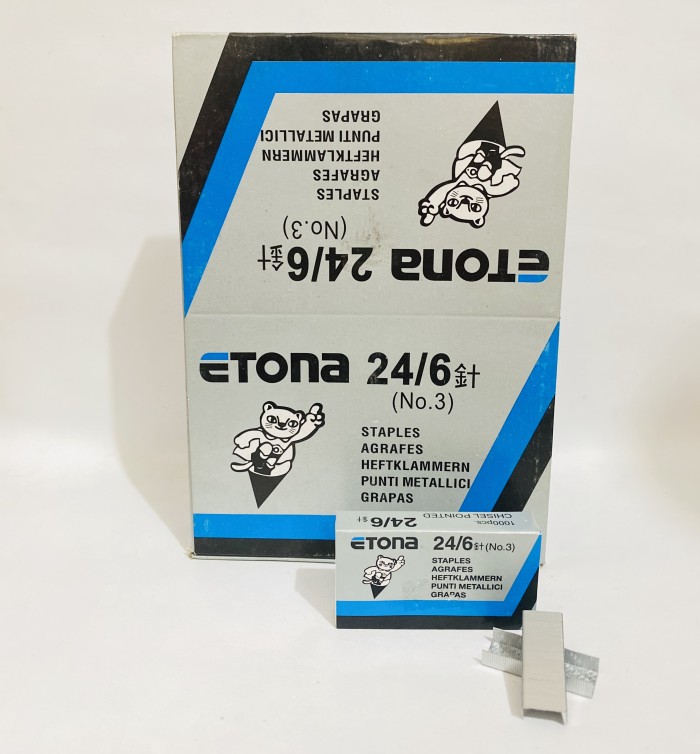 GRAPAS
PUNTI METALLICI
HEFTKLAMMERN
AGRAFES
STAPLES
(No.3)
ETONA 24/6針
ETONA 24/6針
(No.3)
STAPLES
AGRAFES
HEFTKLAMMERN
PUNTI METALLICI
GRAPAS
1000pcs
CHISEL POINTED
24/6針
ETONA 24/6針(No.3)
STAPLES
AGRAFES
HEFTKLAMMERN
PUNTI METALLICI
GRAPAS